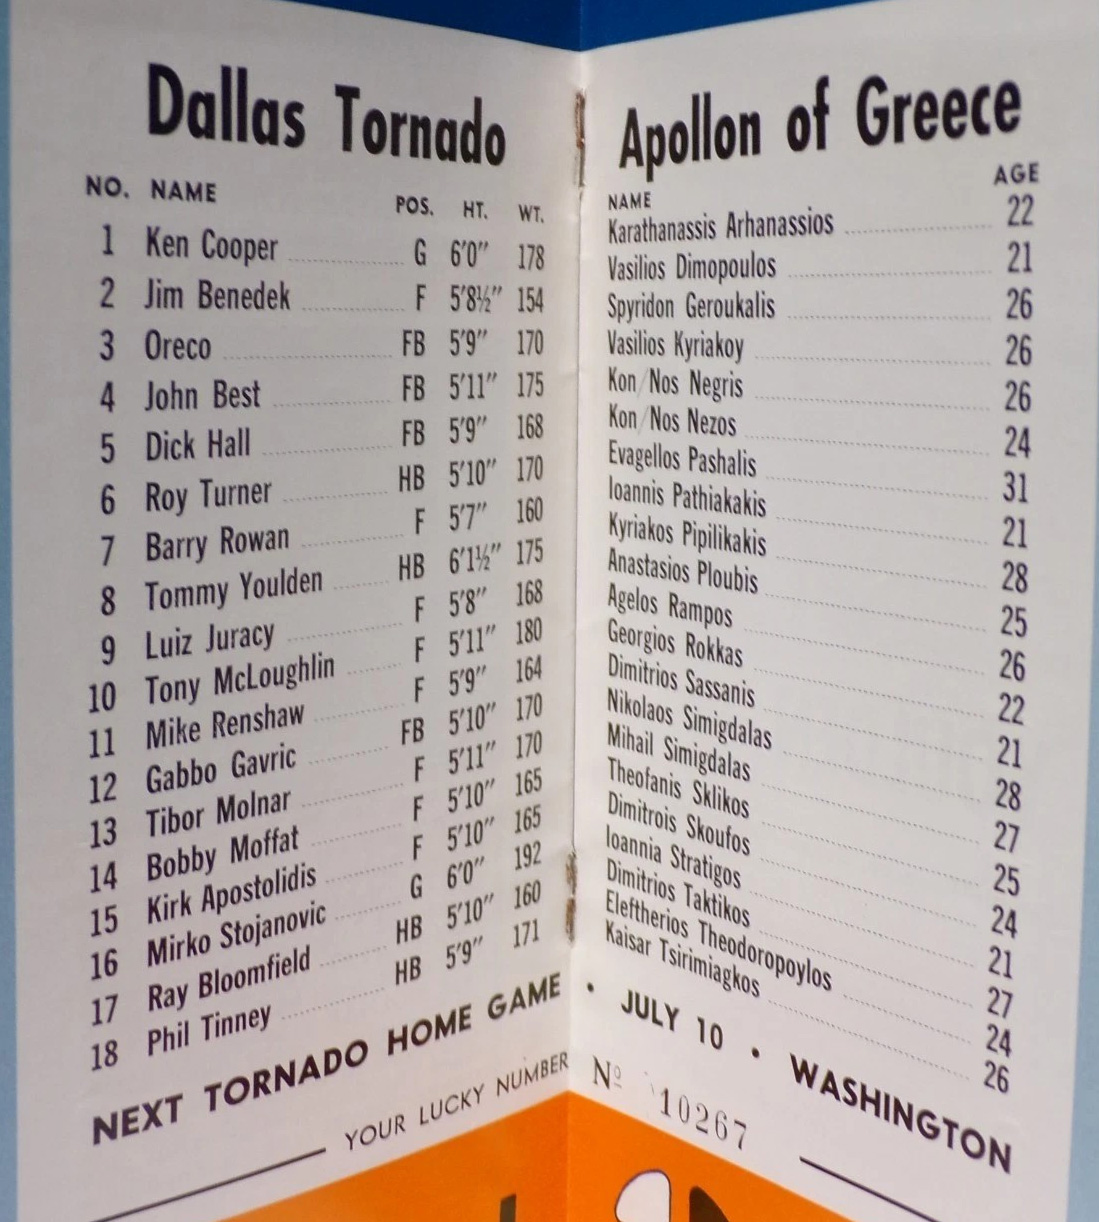 Dallas Tornado
NO. NAME POS. HT. WT.
1 Ken Cooper G 6'0" 178
2 Jim Benedek F 5'8½" 154
3 Oreco FB 5'9" 170
4 John Best FB 5'11" 175
5 Dick Hall FB 5'9" 168
6 Roy Turner HB 5'10" 170
7 Barry Rowan F 5'7" 160
8 Tommy Youlden HB 6'1½" 175
9 Luiz Juracy F 5'8" 168
10 Tony McLoughlin F 5'11" 180
11 Mike Renshaw F 5'9" 164
12 Gabbo Gavric FB 5'10" 170
13 Tibor Molnar F 5'11" 170
14 Bobby Moffat F 5'10" 165
15 Kirk Apostolidis F 5'10" 165
16 Mirko Stojanovic G 6'0" 192
17 Ray Bloomfield HB 5'10" 160
18 Phil Tinney HB 5'9" 171
Apollon of Greece
NAME AGE
Karathanassis Arhanassios 22
Vasilios Dimopoulos 21
Spyridon Geroukalis 26
Vasilios Kyriakoy 26
Kon/Nos Negris 26
Kon/Nos Nezos 24
Evagellos Pashalis 31
Ioannis Pathiakakis 21
Kyriakos Pipilikakis 28
Anastasios Ploubis 25
Agelos Rampos 26
Georgios Rokkas 22
Dimitrios Sassanis 21
Nikolaos Simigdalas 28
Mihail Simigdalas 27
Theofanis Sklikos 25
Dimitrois Skoufos 24
Ioannia Stratigos 21
Dimitrios Taktikos 27
Eleftherios Theodoropoylos 24
Kaisar Tsirimiagkos 26
NEXT TORNADO HOME GAME • JULY 10 • WASHINGTON
YOUR LUCKY NUMBER Nº 10267